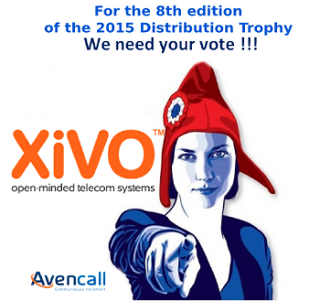 For the 8th edition
of the 2015 Distribution Trophy
We need your vote !!!
XiVO™
open-minded telecom systems
Avencall